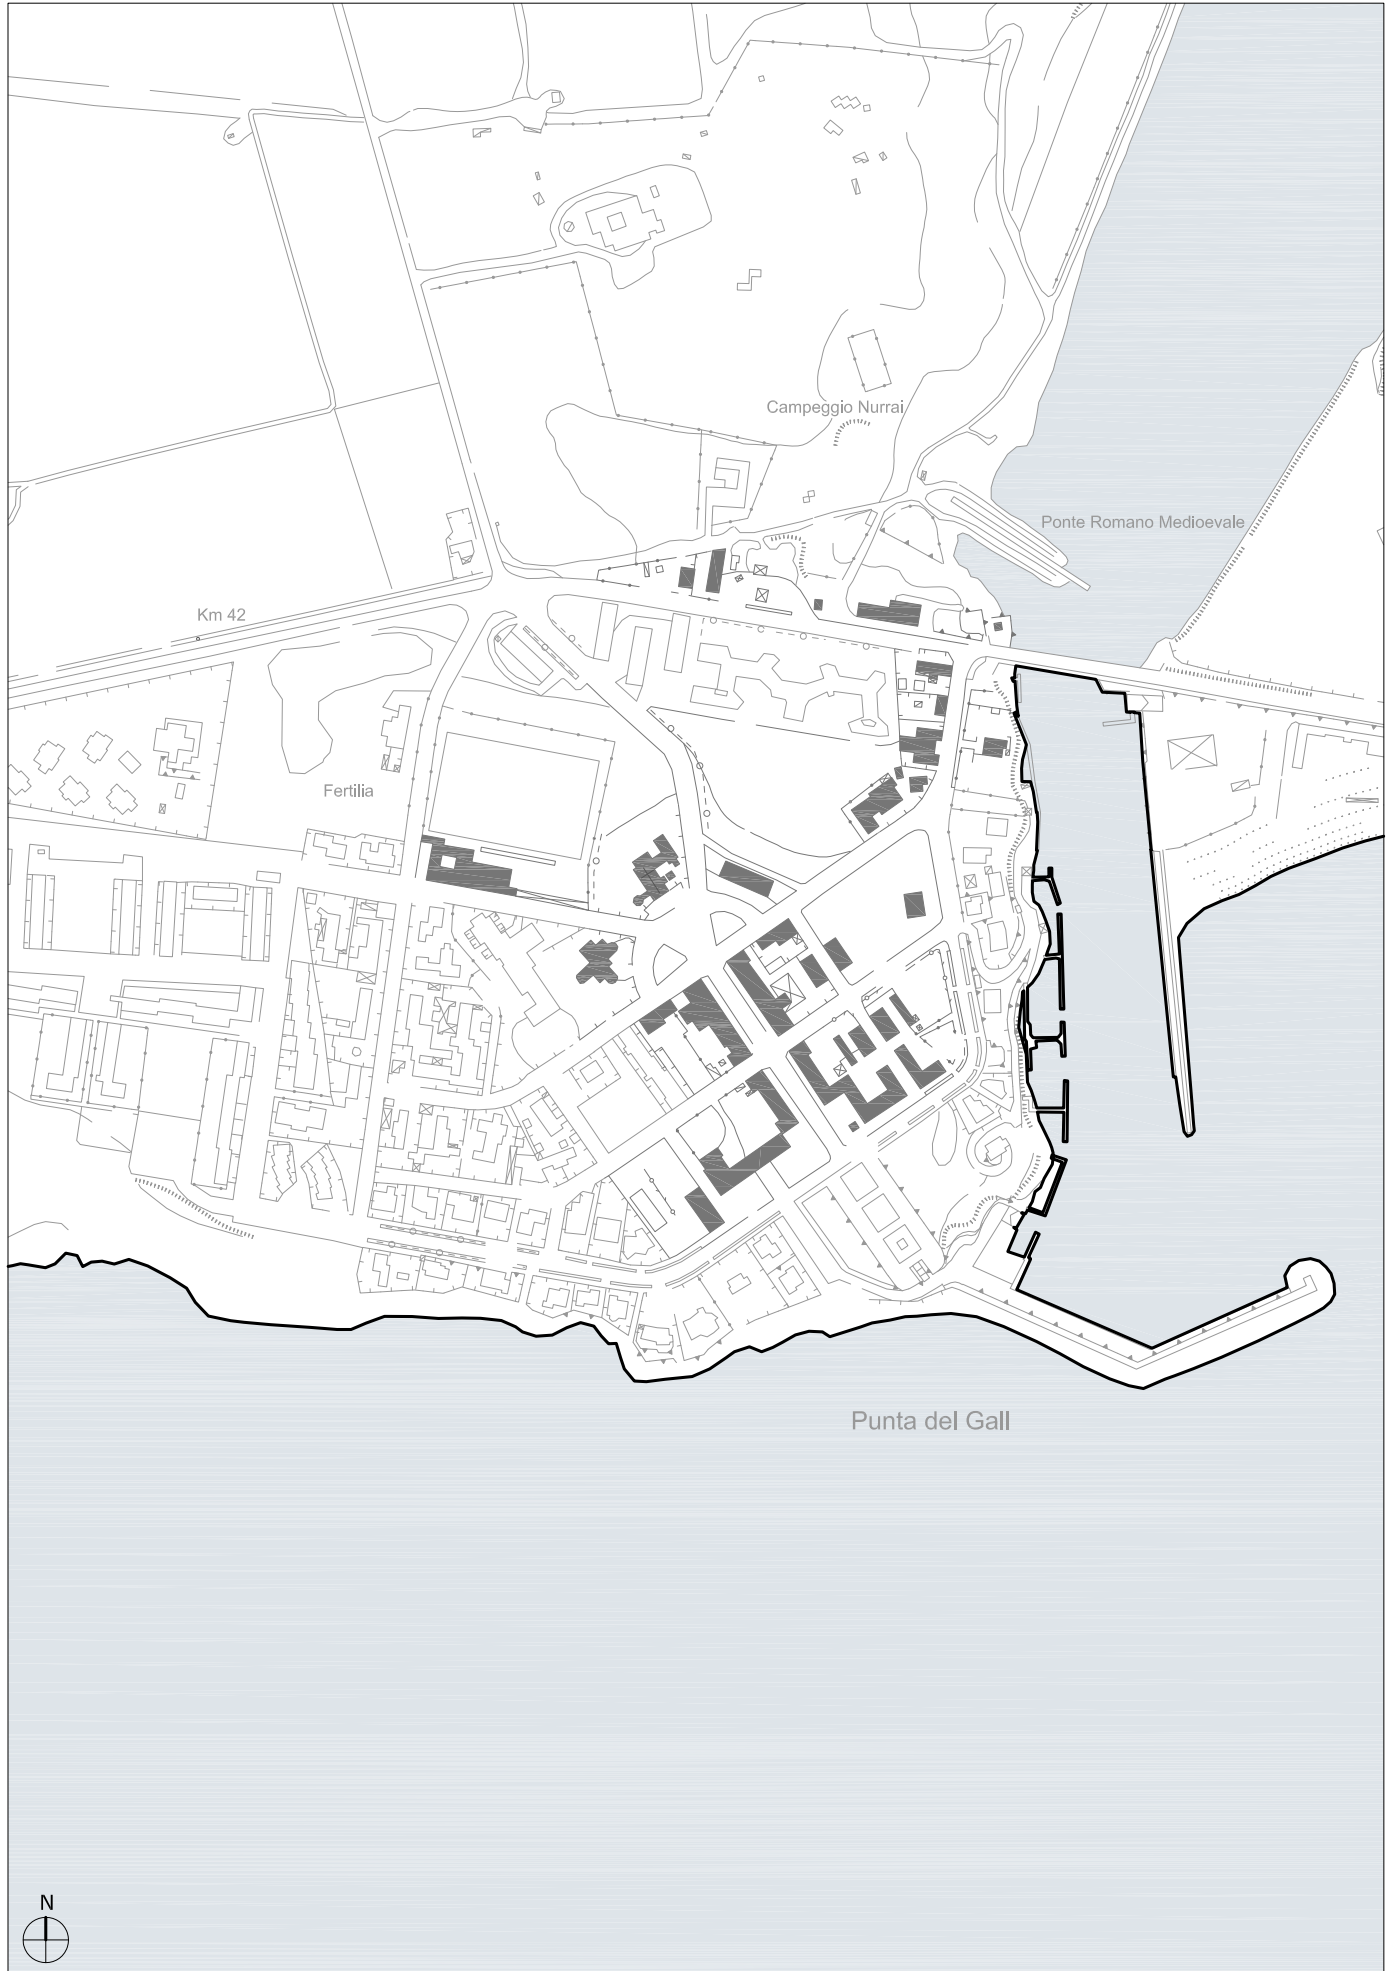 Campeggio Nurrai
Ponte Romano Medioevale
Km 42
Fertilia
Punta del Gall
N